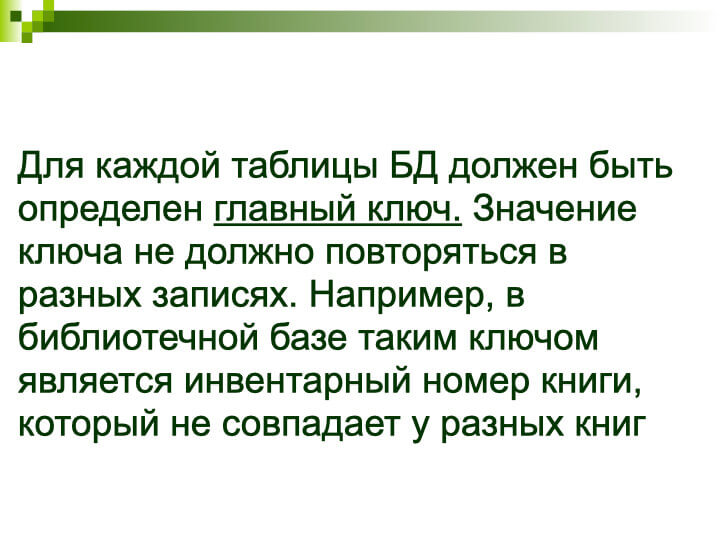 Для каждой таблицы БД должен быть
определен главный ключ. Значение
ключа не должно повторяться в
разных записях. Например, в
библиотечной базе таким ключом
является инвентарный номер книги,
который не совпадает у разных книг